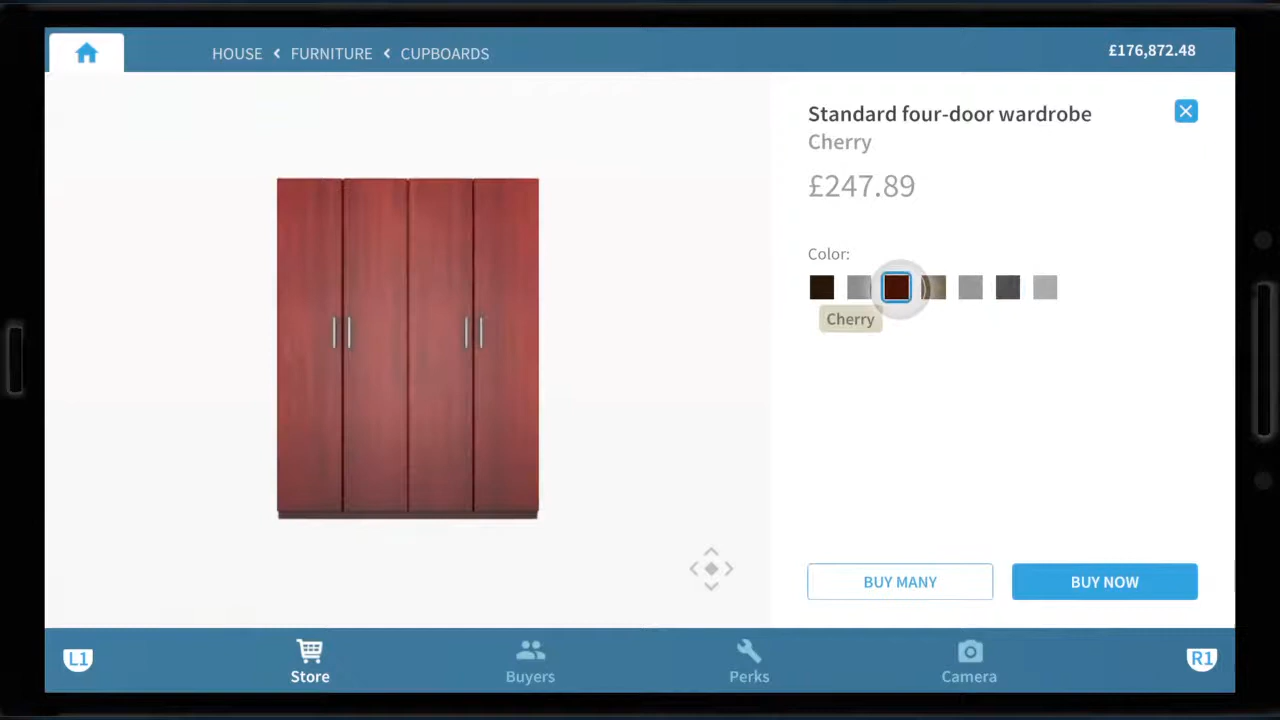 HOUSE < FURNITURE < CUPBOARDS
£176,872.48
Standard four-door wardrobe
Cherry
£247.89
Color:
Cherry
BUY MANY
BUY NOW
L1
Store
Buyers
Perks
Camera
R1